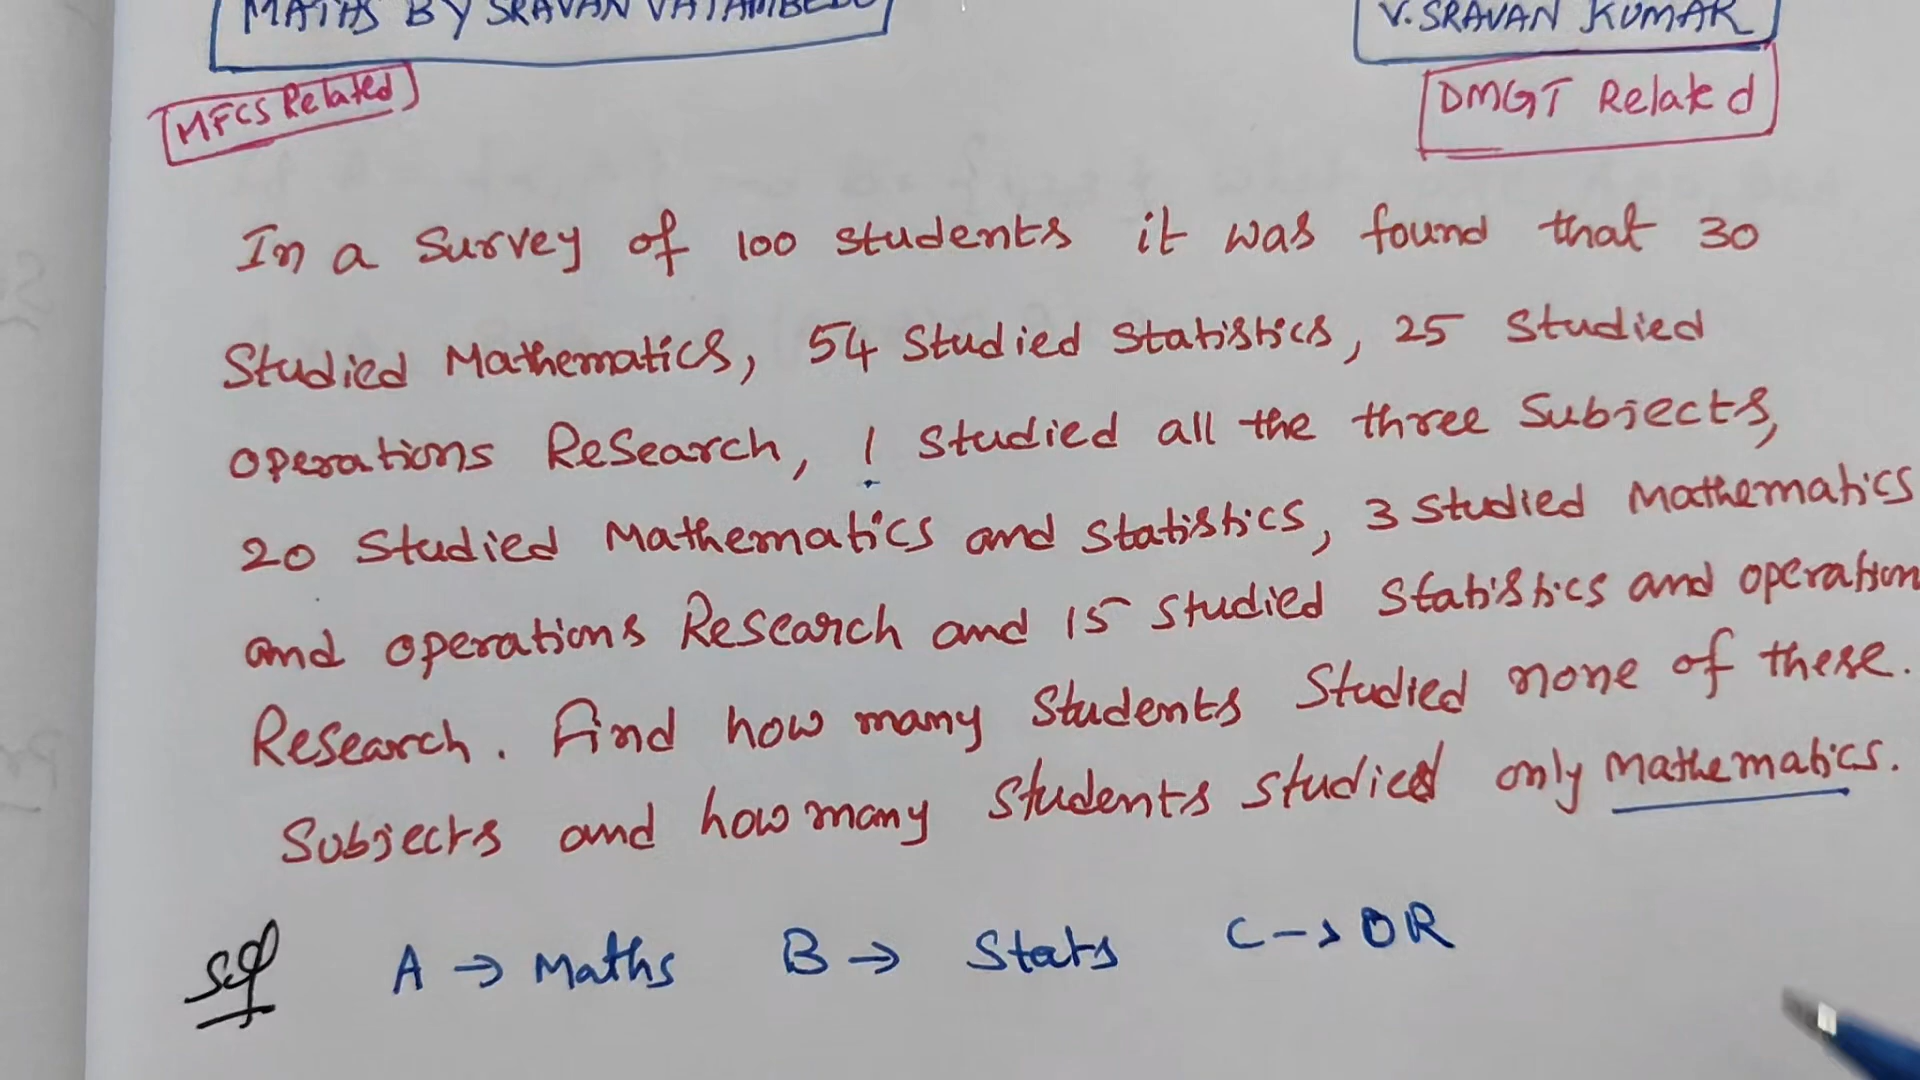 MATHS BY SRAVAN VATAMBEDU
V. SRAVAN KUMAR
MFCS Related
DMGT Related
In a survey of 100 students it was found that 30
studied Mathematics, 54 studied statistics, 25 studied
operations Research, 1 studied all the three subjects,
20 studied Mathematics and statistics, 3 studied Mathematics
and operations Research and 15 studied statistics and operation
Research. Find how many students studied none of these.
Subjects and how many students studied only Mathematics.
Sol A → Maths B → Stats C → OR